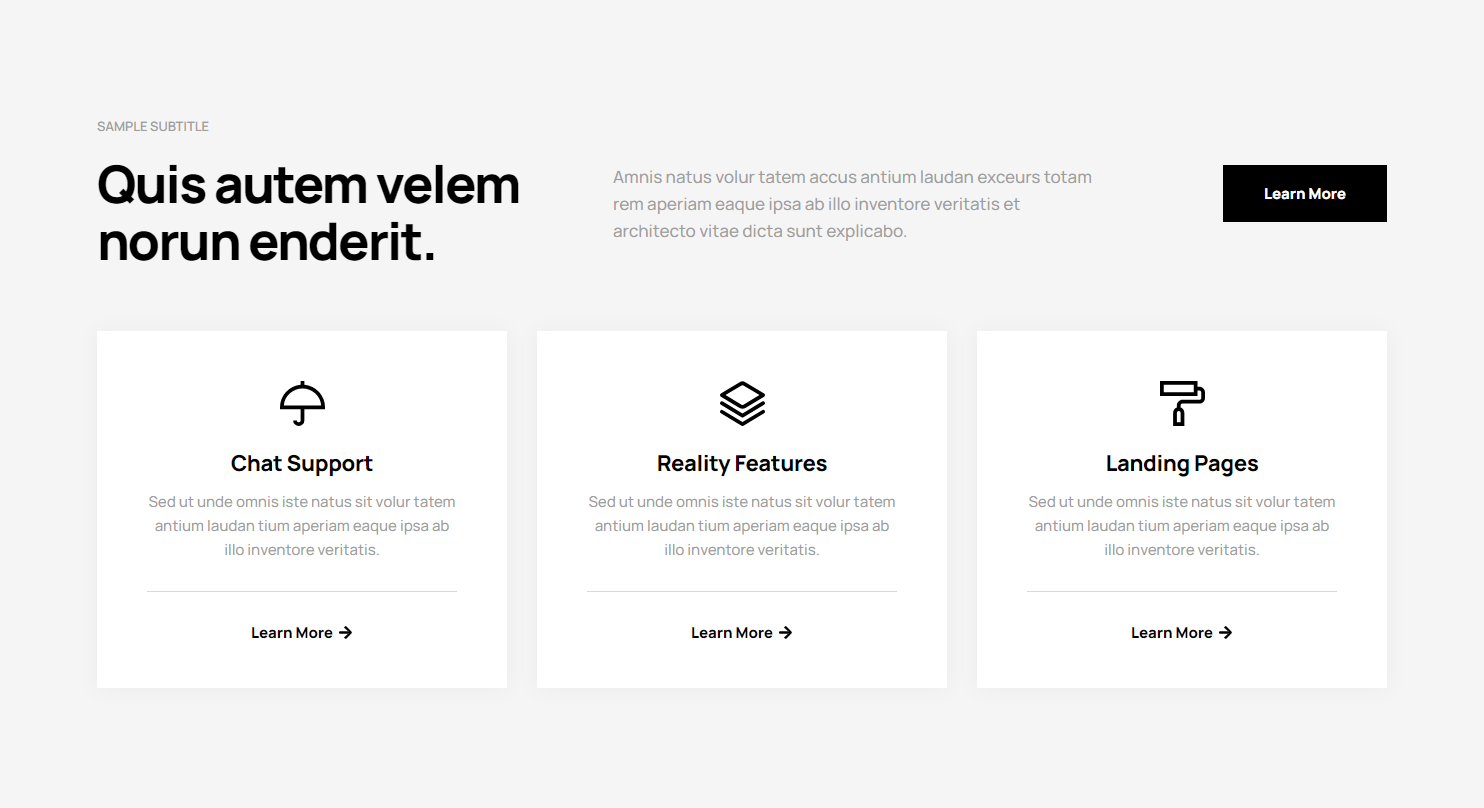 SAMPLE SUBTITLE
Quis autem velem
norun enderit.
Amnis natus volur tatem accus antium laudan exceurs totam
rem aperiam eaque ipsa ab illo inventore veritatis et
architecto vitae dicta sunt explicabo.
Learn More
Chat Support
Sed ut unde omnis iste natus sit volur tatem
antium laudan tium aperiam eaque ipsa ab
illo inventore veritatis.
Learn More
Reality Features
Sed ut unde omnis iste natus sit volur tatem
antium laudan tium aperiam eaque ipsa ab
illo inventore veritatis.
Learn More
Landing Pages
Sed ut unde omnis iste natus sit volur tatem
antium laudan tium aperiam eaque ipsa ab
illo inventore veritatis.
Learn More